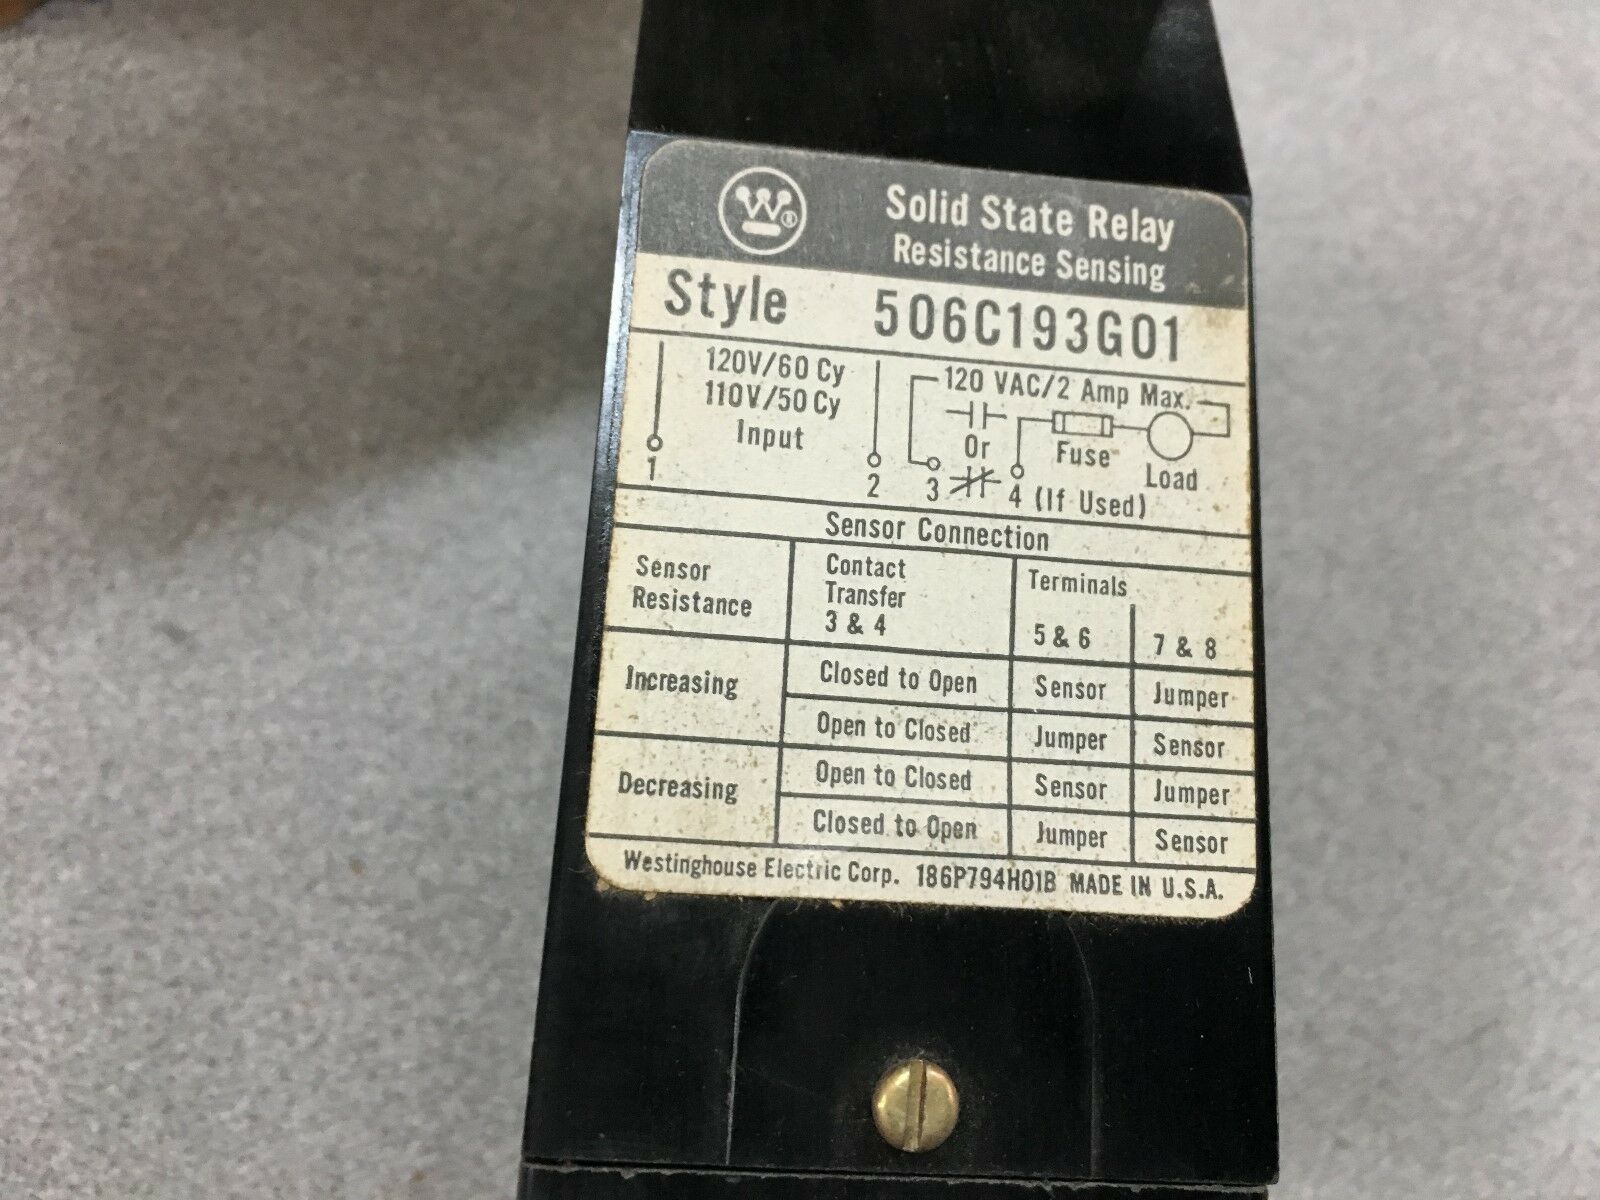 W®
Solid State Relay
Resistance Sensing
Style 506C193G01
120V/60 Cy
110V/50 Cy
Input
1
2
120 VAC/2 Amp Max.
Or
Fuse
Load
3
4 (If Used)
Sensor Connection
Sensor
Resistance
Contact
Transfer
3 & 4
Terminals
5 & 6
7 & 8
Increasing
Closed to Open Sensor Jumper
Open to Closed Jumper Sensor
Decreasing
Open to Closed Sensor Jumper
Closed to Open Jumper Sensor
Westinghouse Electric Corp. 186P794H01B MADE IN U.S.A.